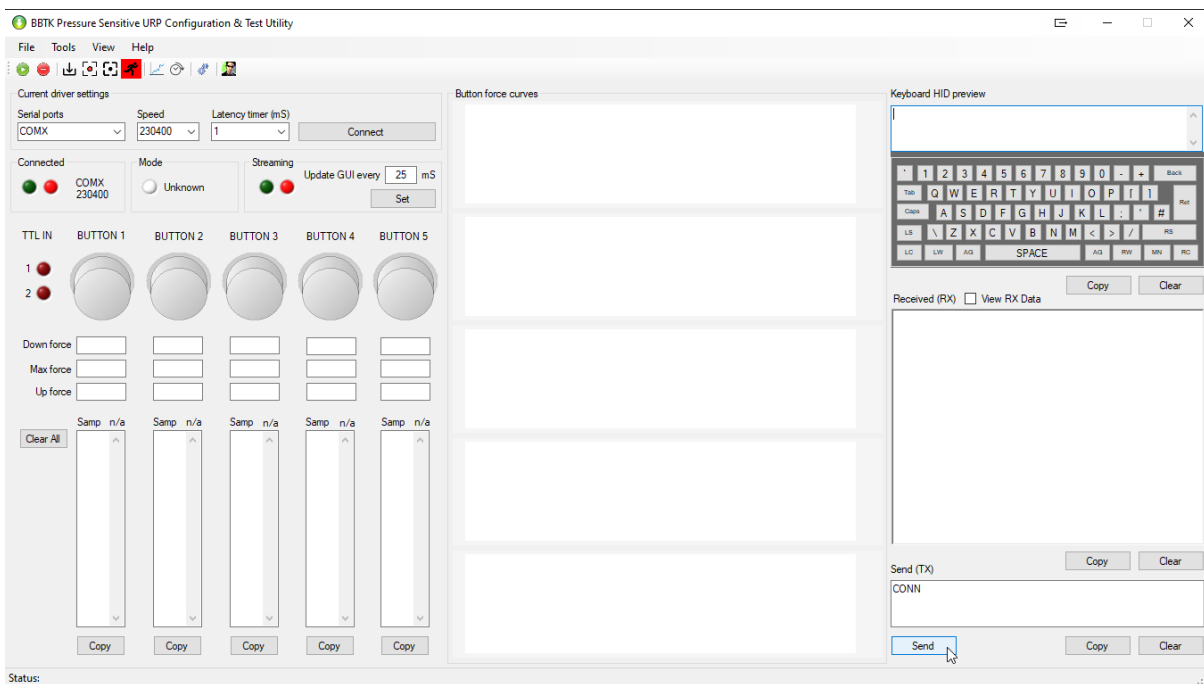 BBTK Pressure Sensitive URP Configuration & Test Utility
File Tools View Help
Current driver settings
Serial ports Speed Latency timer (mS)
COMX 230400 1 Connect
Connected Mode Streaming
COMX
230400
Unknown
Update GUI every 25 mS
Set
TTL IN BUTTON 1 BUTTON 2 BUTTON 3 BUTTON 4 BUTTON 5
1
2
Down force
Max force
Up force
Samp n/a Samp n/a Samp n/a Samp n/a Samp n/a
Clear All
Copy Copy Copy Copy Copy
Button force curves
Keyboard HID preview
' 1 2 3 4 5 6 7 8 9 0 - + Back
Tab Q W E R T Y U I O P [ ] Ret
Caps A S D F G H J K L ; ' #
LS \ Z X C V B N M < > / RS
LC LW AG SPACE AG RW MN RC
Copy Clear
Received (RX) View RX Data
Copy Clear
Send (TX)
CONN
Send Copy Clear
Status: